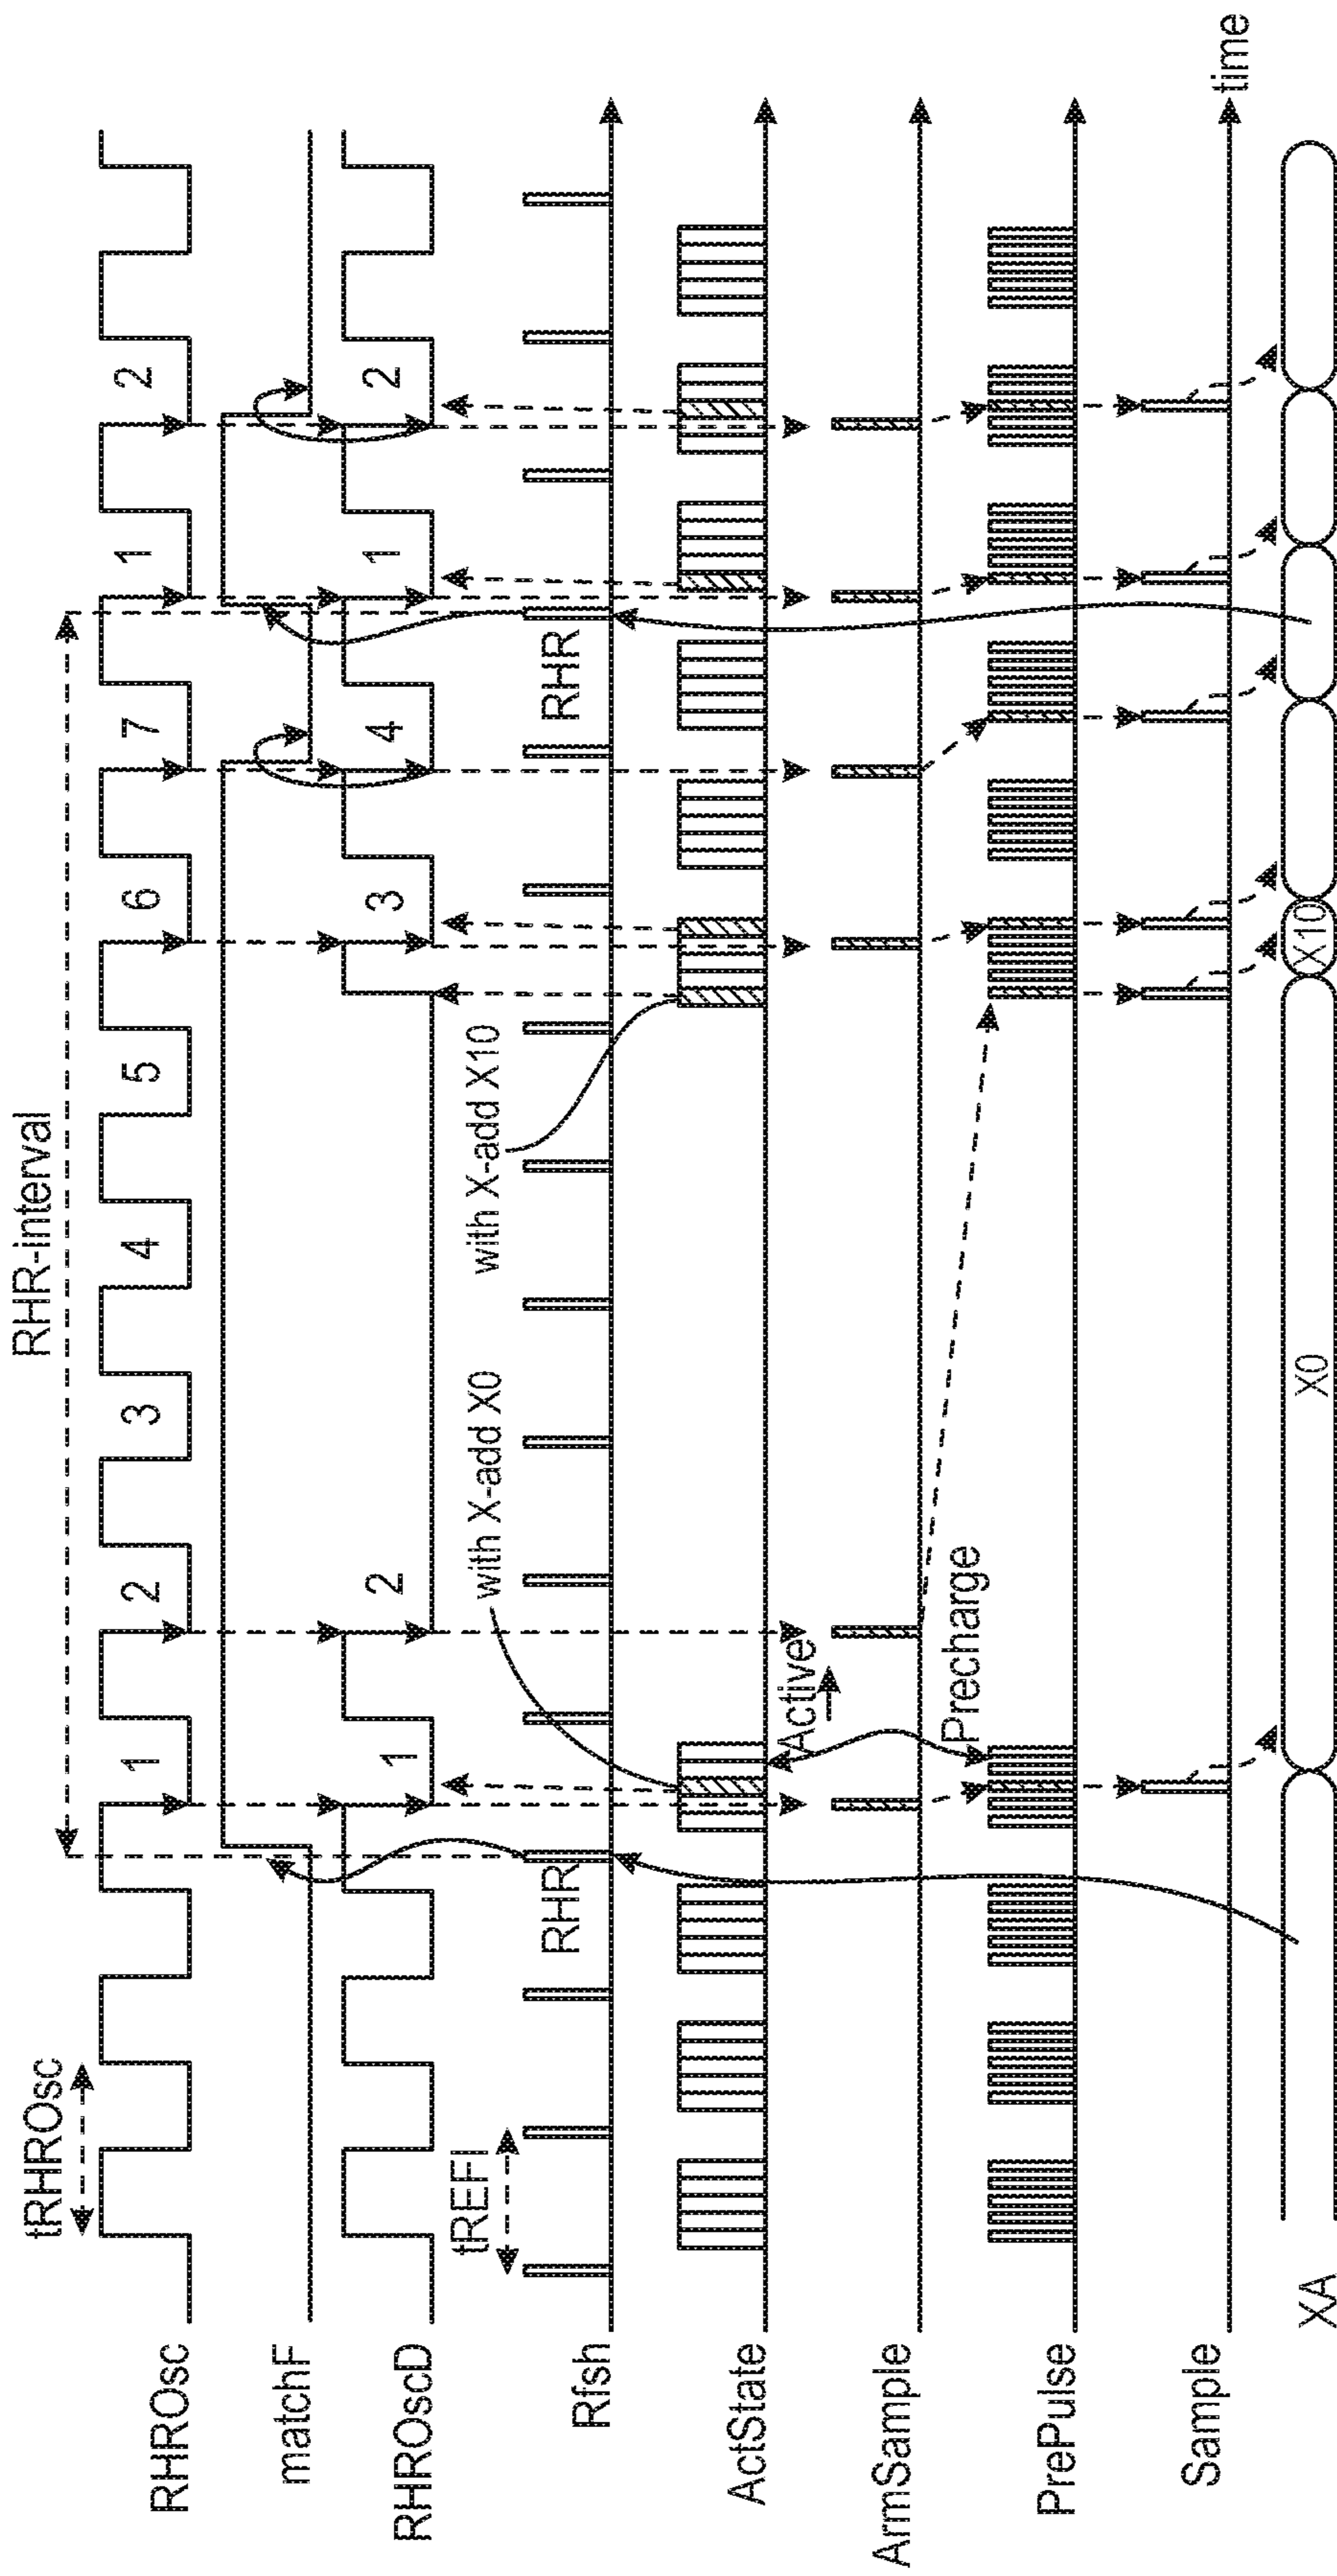 RHR-interval
tRHROsc
RHROsc
1
2
3
4
5
6
7
1
2
matchF
RHROscD
1
2
3
4
1
2
tREFI
with X-add X0
with X-add X10
Rfsh
RHR
RHR
ActState
Active
ArmSample
Precharge
PrePulse
Sample
time
XA
X0
X10